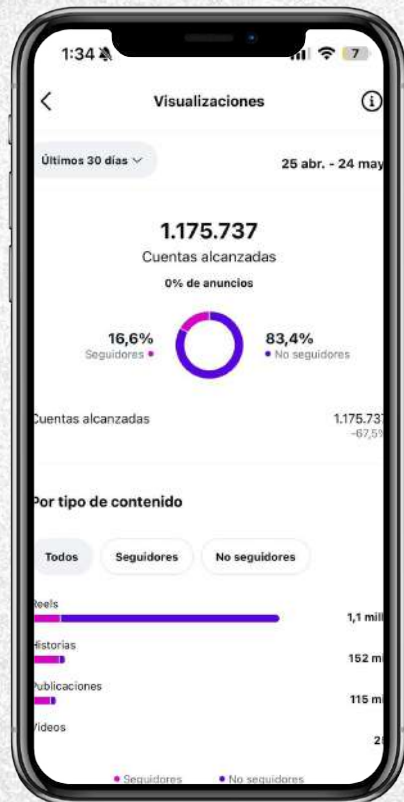 1:34
7
Visualizaciones
Últimos 30 días
25 abr. - 24 may
1.175.737
Cuentas alcanzadas
0% de anuncios
16,6%
Seguidores
83,4%
No seguidores
Cuentas alcanzadas
1.175.737
-67,5%
Por tipo de contenido
Todos
Seguidores
No seguidores
Reels
1,1 mill
Historias
152 mi
Publicaciones
115 mi
Videos
Seguidores
No seguidores